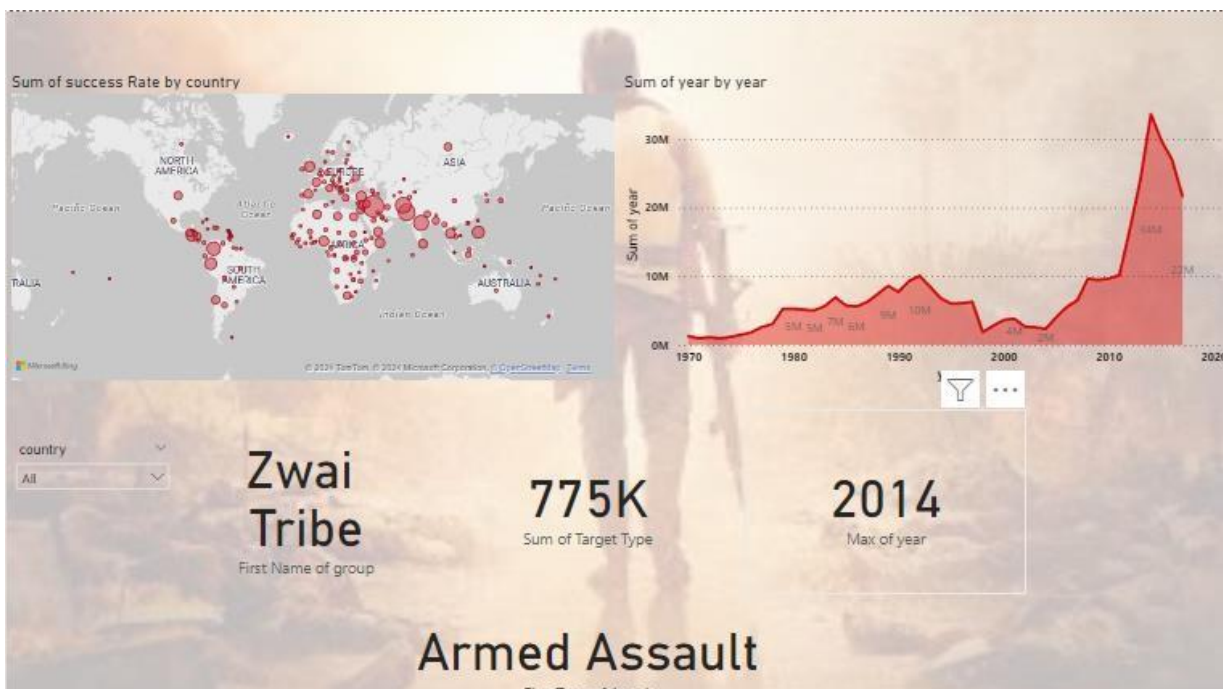 Sum of success Rate by country
Sum of year by year
NORTH
AMERICA
EUROPE
ASIA
Pacific Ocean
Atlantic
Ocean
Pacific Ocean
AFRICA
SOUTH
AMERICA
TRALIA
AUSTRALIA
Indian Ocean
Microsoft Bing
© 2024 TomTom, © 2024 Microsoft Corporation, © OpenStreetMap Terms
Sum of year
30M
20M
10M
0M
34M
22M
5M
5M
7M
6M
9M
10M
4M
2M
1970
1980
1990
2000
2010
2020
country
All
Zwai
Tribe
First Name of group
775K
Sum of Target Type
2014
Max of year
Armed Assault